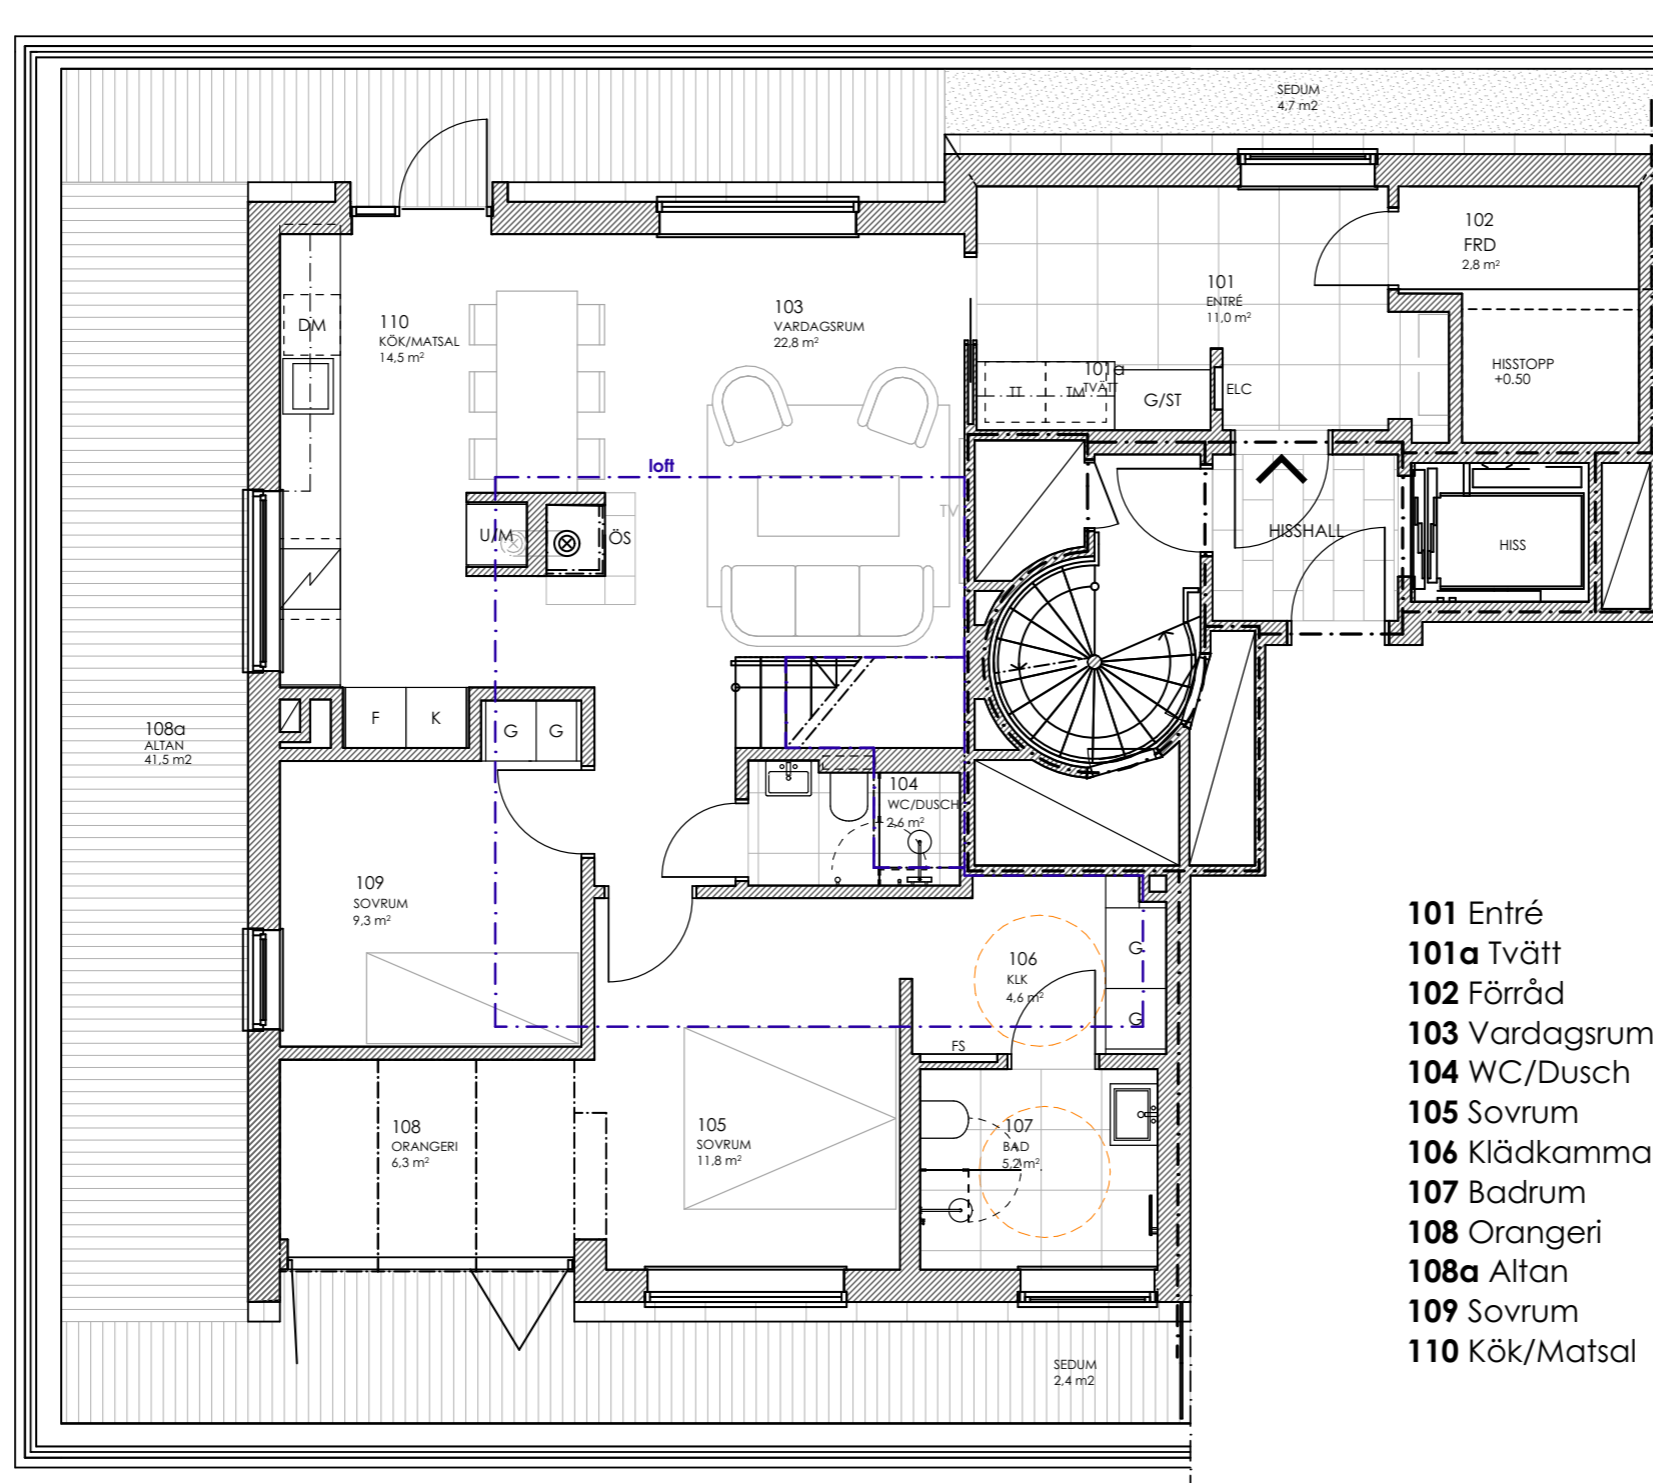 SEDUM
4,7 m2
102
FRD
2,8 m²
101
ENTRÉ
11,0 m²
103
VARDAGSRUM
22,8 m²
110
KÖK/MATSAL
14,5 m²
DM
HISSTOPP
+0.50
101a
TVÄTT
TT
TM
G/ST
ELC
loft
TV
U/M
ÖS
HISSHALL
HISS
F
K
G
G
108a
ALTAN
41,5 m2
104
WC/DUSCH
2,6 m²
109
SOVRUM
9,3 m²
106
KLK
4,6 m²
G
G
FS
108
ORANGERI
6,3 m²
105
SOVRUM
11,8 m²
107
BAD
5,2 m²
SEDUM
2,4 m2
101 Entré
101a Tvätt
102 Förråd
103 Vardagsrum
104 WC/Dusch
105 Sovrum
106 Klädkamma
107 Badrum
108 Orangeri
108a Altan
109 Sovrum
110 Kök/Matsal